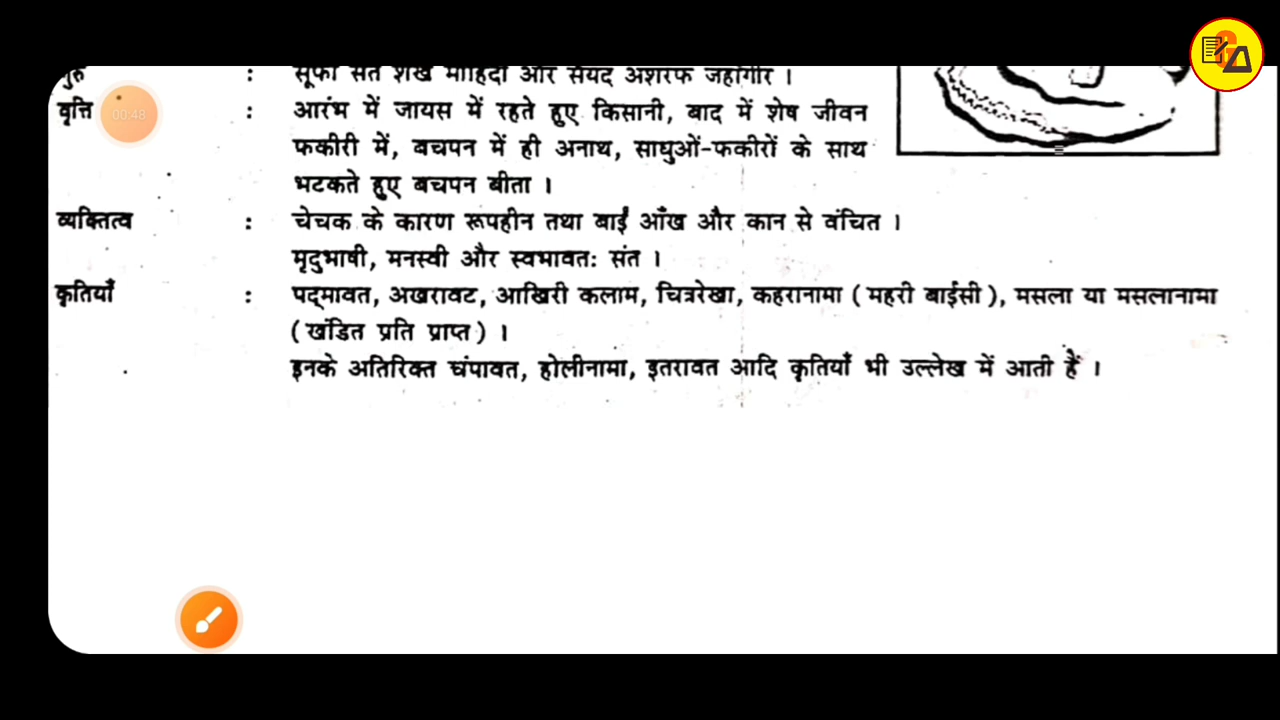 गुरु : सूफी संत शेख मोहिदी और सैयद अशरफ जहाँगीर ।
वृत्ति : आरंभ में जायस में रहते हुए किसानी, बाद में शेष जीवन
00:48
फकीरी में, बचपन में ही अनाथ, साधुओं-फकीरों के साथ
भटकते हुए बचपन बीता ।
व्यक्तित्व : चेचक के कारण रूपहीन तथा बाईं आँख और कान से वंचित ।
मृदुभाषी, मनस्वी और स्वभावतः संत ।
कृतियाँ : पद्मावत, अखरावट, आखिरी कलाम, चित्ररेखा, कहरानामा ( महरी बाईसी ), मसला या मसलानामा
( खंडित प्रति प्राप्त ) ।
इनके अतिरिक्त चंपावत, होलीनामा, इतरावत आदि कृतियाँ भी उल्लेख में आती हैं ।